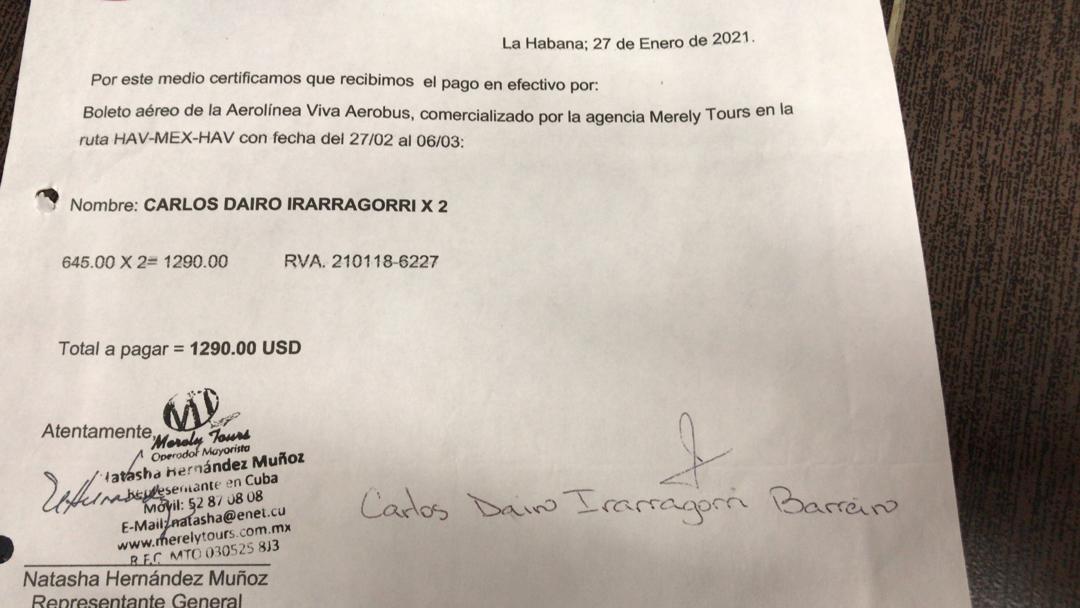 La Habana; 27 de Enero de 2021.
Por este medio certificamos que recibimos el pago en efectivo por:
Boleto aéreo de la Aerolínea Viva Aerobus, comercializado por la agencia Merely Tours en la
ruta HAV-MEX-HAV con fecha del 27/02 al 06/03:
Nombre: CARLOS DAIRO IRARRAGORRI X 2
645.00 X 2= 1290.00 RVA. 210118-6227
Total a pagar = 1290.00 USD
Atentamente,
Merely Tours
Operador Mayorista
Natasha Hernández Muñoz
Representante en Cuba
Móvil: 52 87 08 08
E-Mail: natasha@enet.cu
www.merelytours.com.mx
R.F.C. MTO 030525 8J3
Carlos Dairo Irarragorri Barreiro
Natasha Hernández Muñoz
Representante General